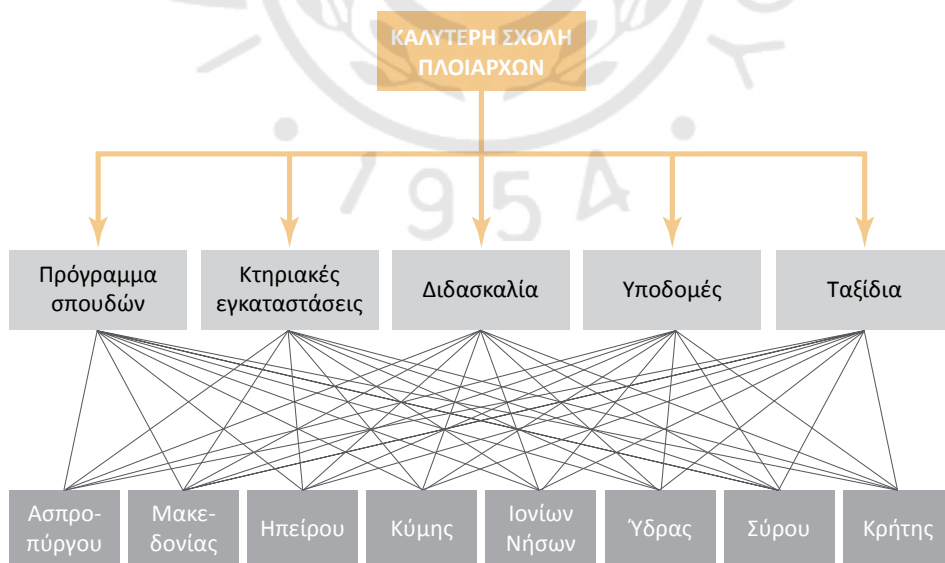 ΚΑΛΥΤΕΡΗ ΣΧΟΛΗ
ΠΛΟΙΑΡΧΩΝ
1954
Πρόγραμμα
σπουδών
Κτηριακές
εγκαταστάσεις
Διδασκαλία
Υποδομές
Ταξίδια
Ασπρο-
πύργου
Μακε-
δονίας
Ηπείρου
Κύμης
Ιονίων
Νήσων
Ύδρας
Σύρου
Κρήτης